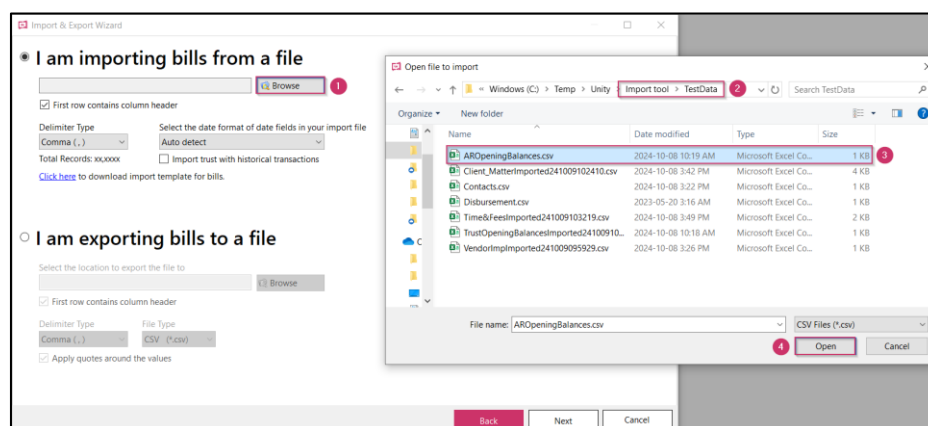 Import & Export Wizard
I am importing bills from a file
Browse
1
First row contains column header
Delimiter Type
Select the date format of date fields in your import file
Comma ( , )
Auto detect
Total Records: xx,xxxx
Import trust with historical transactions
Click here to download import template for bills.
I am exporting bills to a file
Select the location to export the file to
Browse
First row contains column header
Delimiter Type
File Type
Comma ( , )
CSV (*.csv)
Apply quotes around the values
Back
Next
Cancel
Open file to import
« Windows (C:) > Temp > Unity > Import tool > TestData
2
Search TestData
Organize
New folder
Name
Date modified
Type
Size
AROpeningBalances.csv 2024-10-08 10:19 AM Microsoft Excel Co... 1 KB
3
Client_MatterImported241009102410.csv 2024-10-08 3:42 PM Microsoft Excel Co... 4 KB
Contacts.csv 2024-10-08 3:22 PM Microsoft Excel Co... 1 KB
Disbursement.csv 2023-05-20 3:16 AM Microsoft Excel Co... 1 KB
Time&FeesImported241009103219.csv 2024-10-08 3:49 PM Microsoft Excel Co... 2 KB
TrustOpeningBalancesImported24100910... 2024-10-08 10:18 AM Microsoft Excel Co... 1 KB
VendorImpImported241009095929.csv 2024-10-08 3:26 PM Microsoft Excel Co... 1 KB
C
File name:
AROpeningBalances.csv
CSV Files (*.csv)
4
Open
Cancel